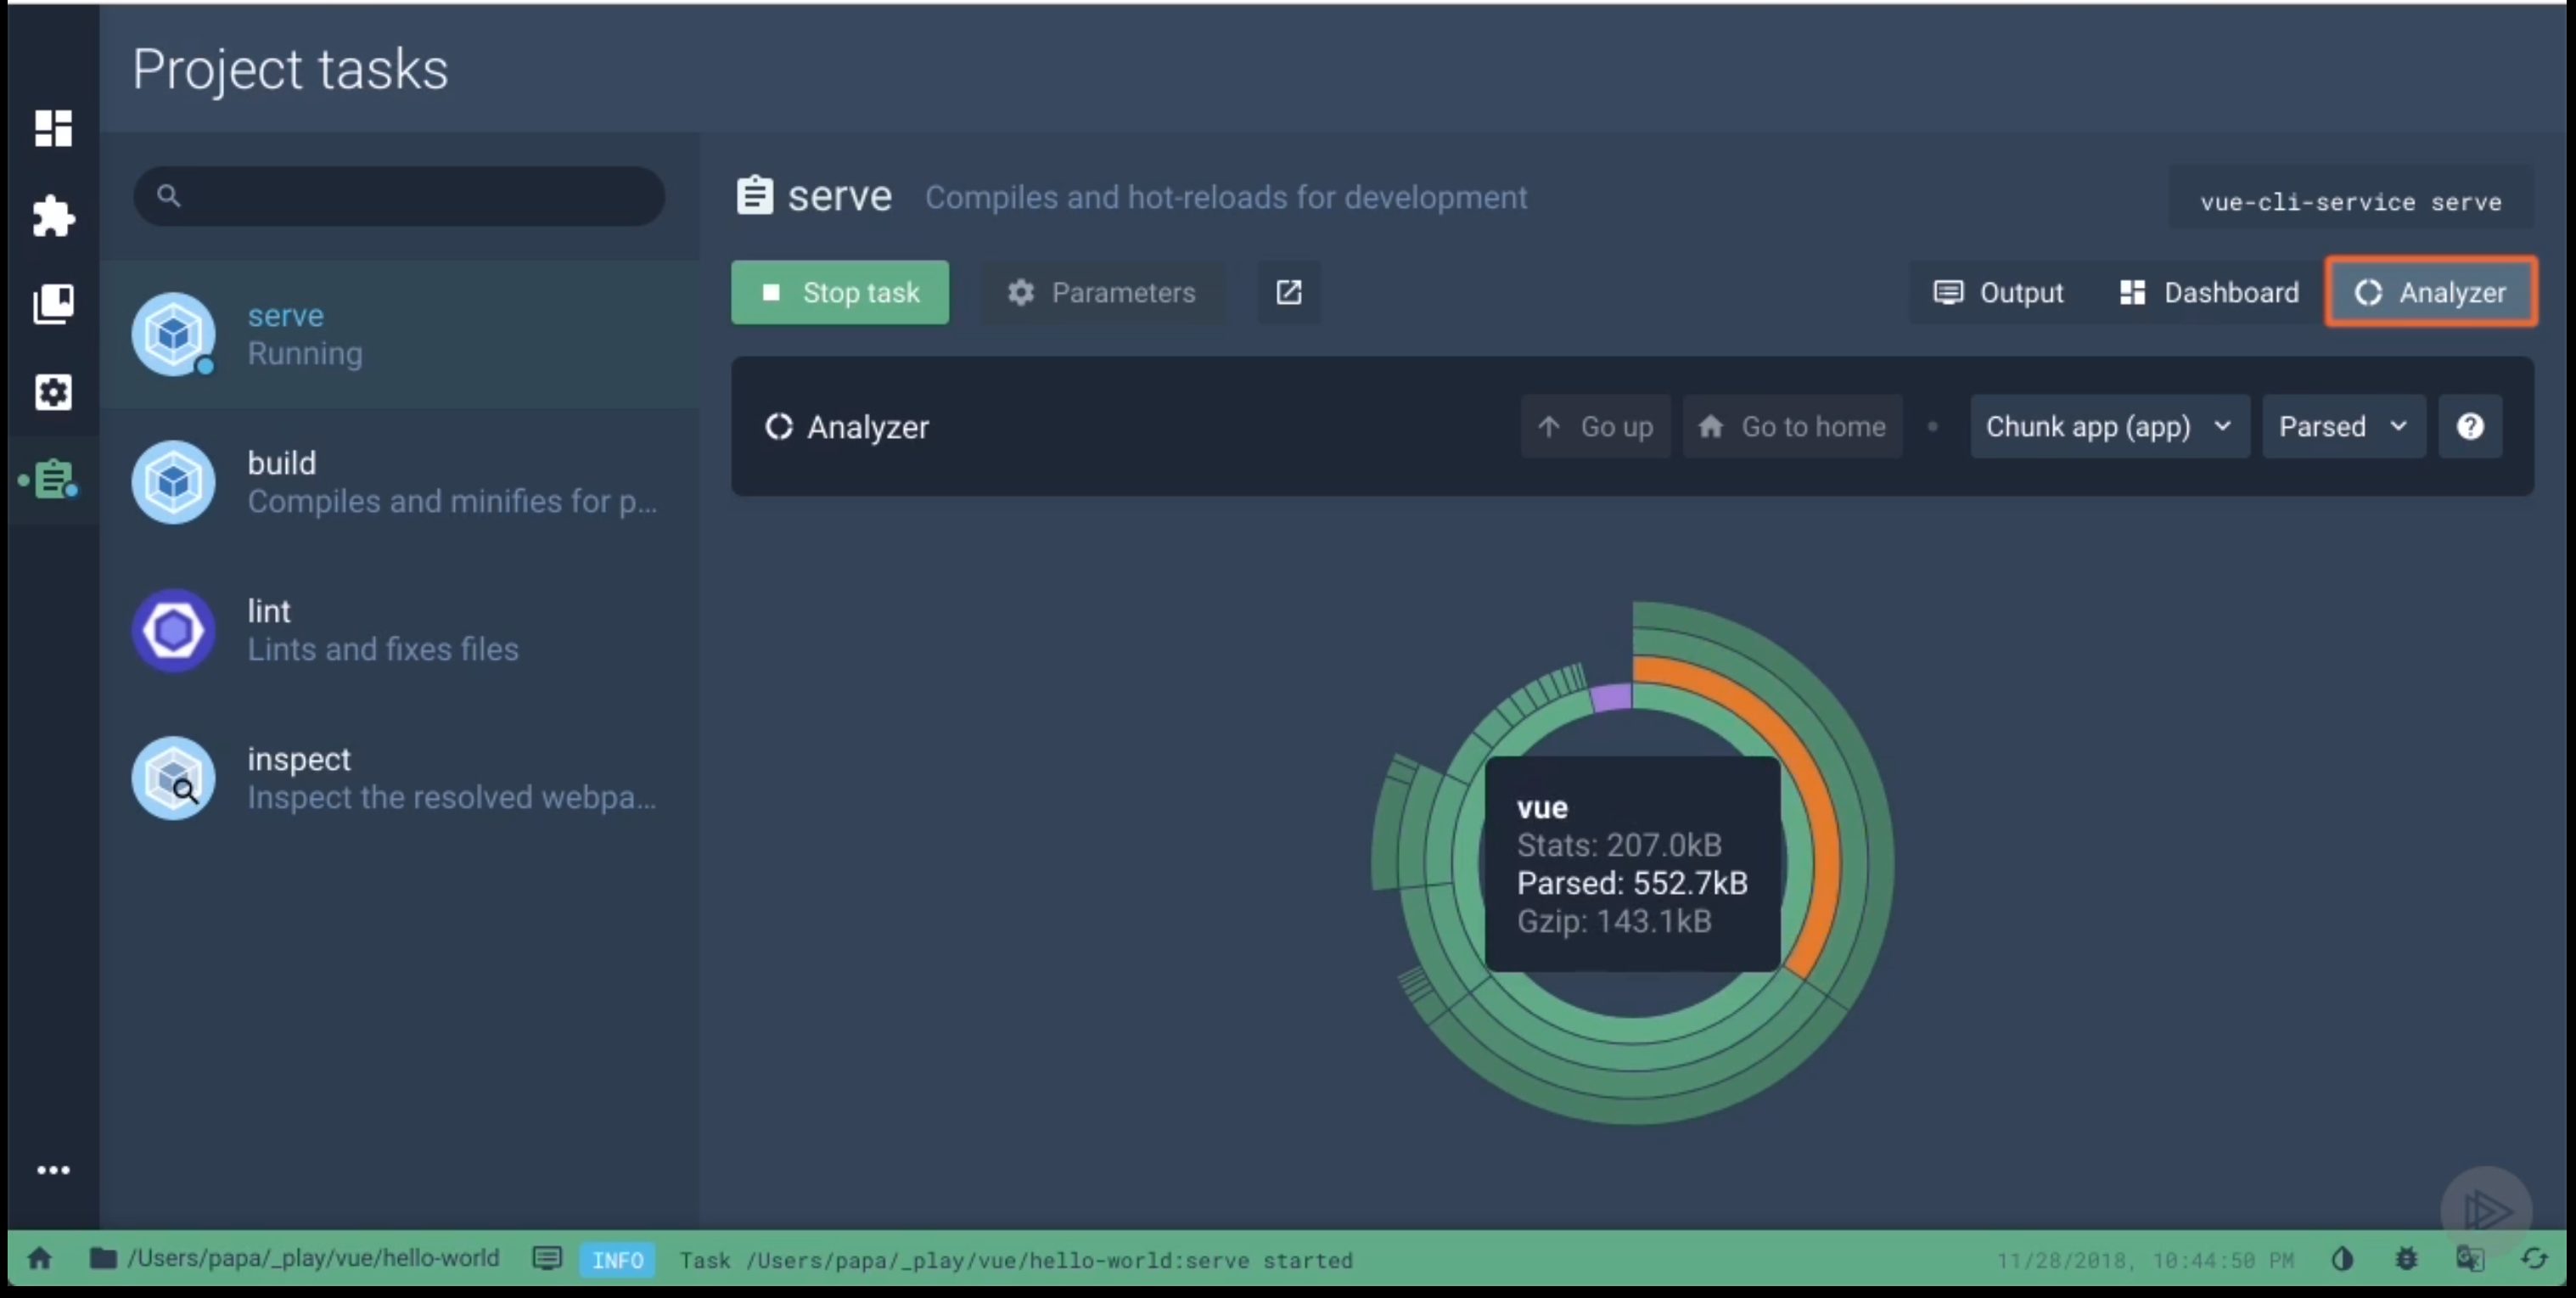 Project tasks
serve
Running
build
Compiles and minifies for p...
lint
Lints and fixes files
inspect
Inspect the resolved webpa...
serve Compiles and hot-reloads for development
vue-cli-service serve
Stop task
Parameters
Output
Dashboard
Analyzer
Analyzer
Go up
Go to home
Chunk app (app)
Parsed
vue
Stats: 207.0kB
Parsed: 552.7kB
Gzip: 143.1kB
/Users/papa/_play/vue/hello-world
INFO
Task /Users/papa/_play/vue/hello-world:serve started
11/28/2018, 10:44:50 PM